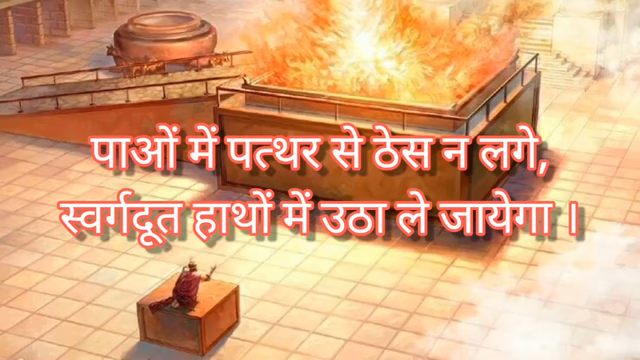 पाओं में पत्थर से ठेस न लगे,
स्वर्गदूत हाथों में उठा ले जायेगा ।